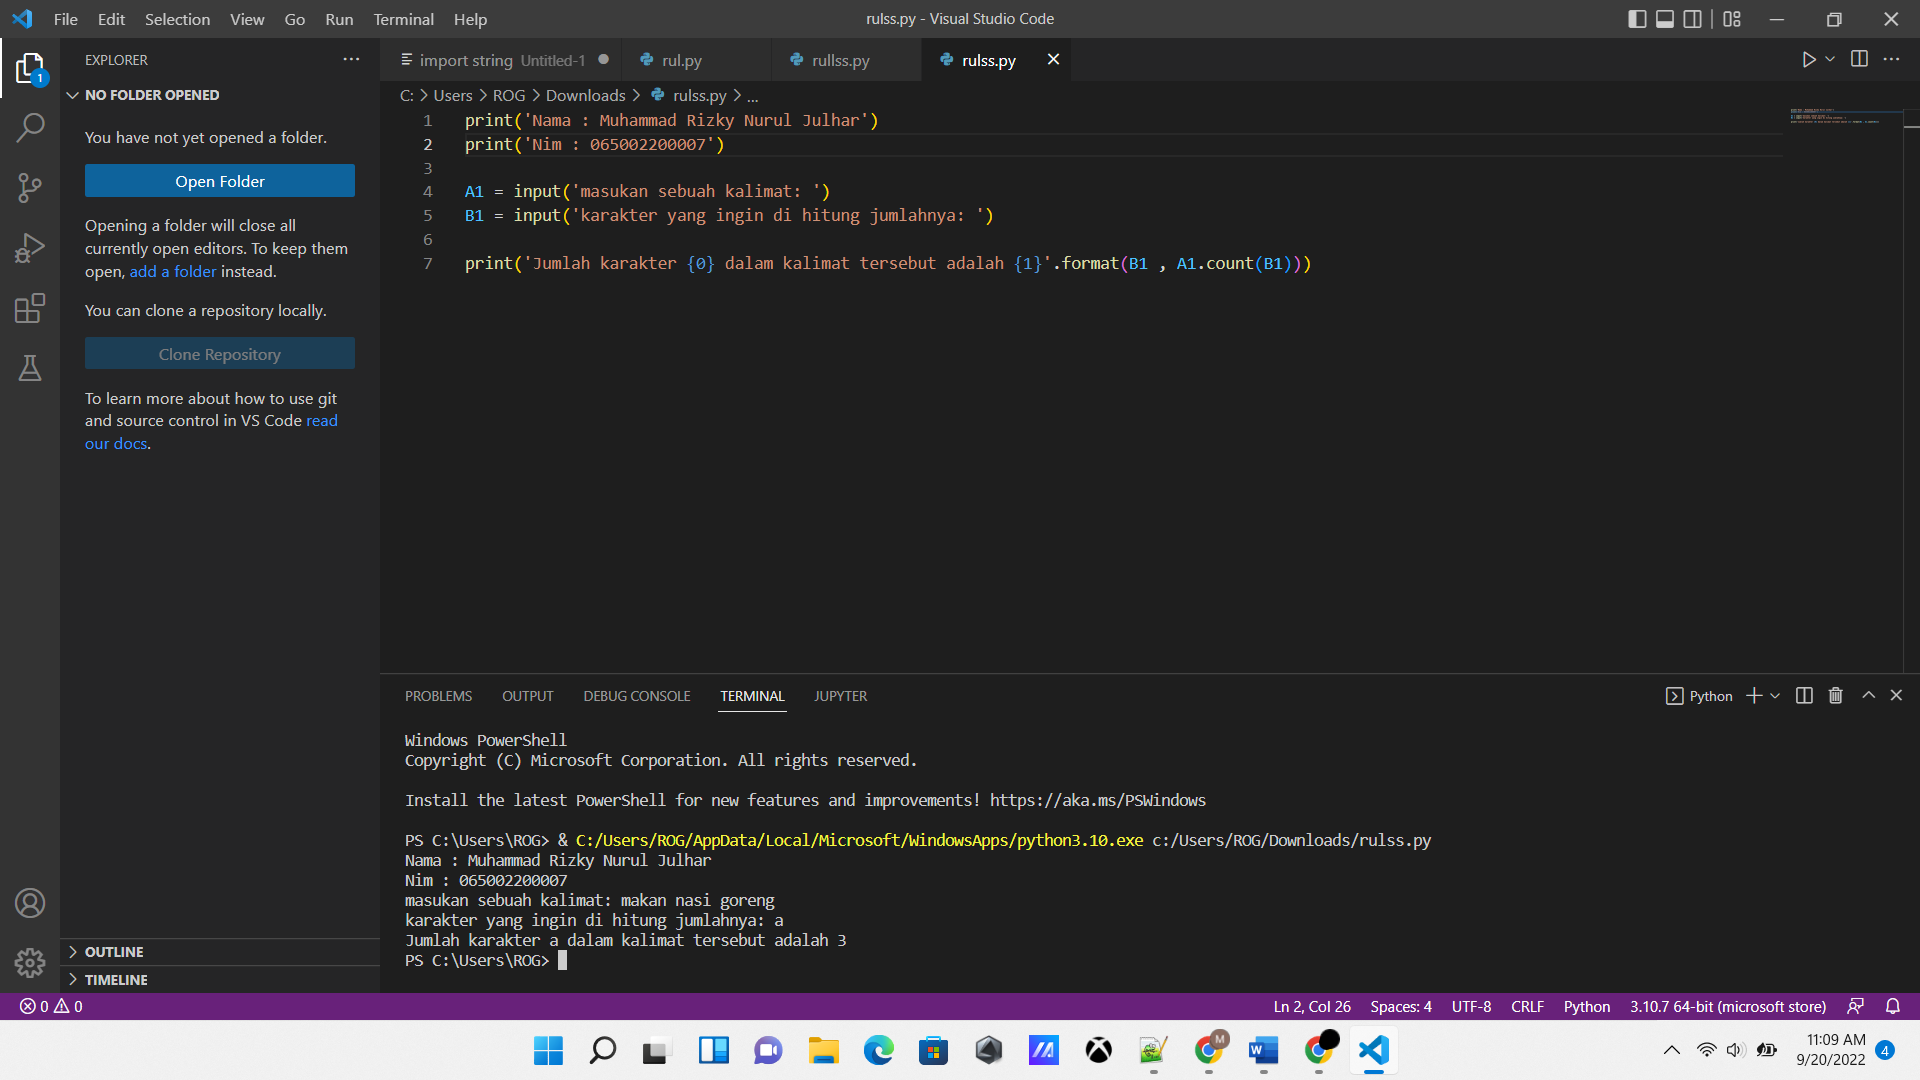 File Edit Selection View Go Run Terminal Help
rulss.py - Visual Studio Code
EXPLORER
import string Untitled-1
rul.py
rullss.py
rulss.py
NO FOLDER OPENED
C: > Users > ROG > Downloads > rulss.py > ...
You have not yet opened a folder.
Open Folder
Opening a folder will close all
currently open editors. To keep them
open, add a folder instead.
You can clone a repository locally.
Clone Repository
To learn more about how to use git
and source control in VS Code read
our docs.
1 print('Nama : Muhammad Rizky Nurul Julhar')
2 print('Nim : 065002200007')
3
4 A1 = input('masukan sebuah kalimat: ')
5 B1 = input('karakter yang ingin di hitung jumlahnya: ')
6
7 print('Jumlah karakter {0} dalam kalimat tersebut adalah {1}'.format(B1 , A1.count(B1)))
PROBLEMS OUTPUT DEBUG CONSOLE TERMINAL JUPYTER
Python
Windows PowerShell
Copyright (C) Microsoft Corporation. All rights reserved.
Install the latest PowerShell for new features and improvements! https://aka.ms/PSWindows
PS C:\Users\ROG> & C:/Users/ROG/AppData/Local/Microsoft/WindowsApps/python3.10.exe c:/Users/ROG/Downloads/rulss.py
Nama : Muhammad Rizky Nurul Julhar
Nim : 065002200007
masukan sebuah kalimat: makan nasi goreng
karakter yang ingin di hitung jumlahnya: a
Jumlah karakter a dalam kalimat tersebut adalah 3
PS C:\Users\ROG>
OUTLINE
TIMELINE
0 0
Ln 2, Col 26 Spaces: 4 UTF-8 CRLF Python 3.10.7 64-bit (microsoft store)
11:09 AM
9/20/2022
4
1
M
W